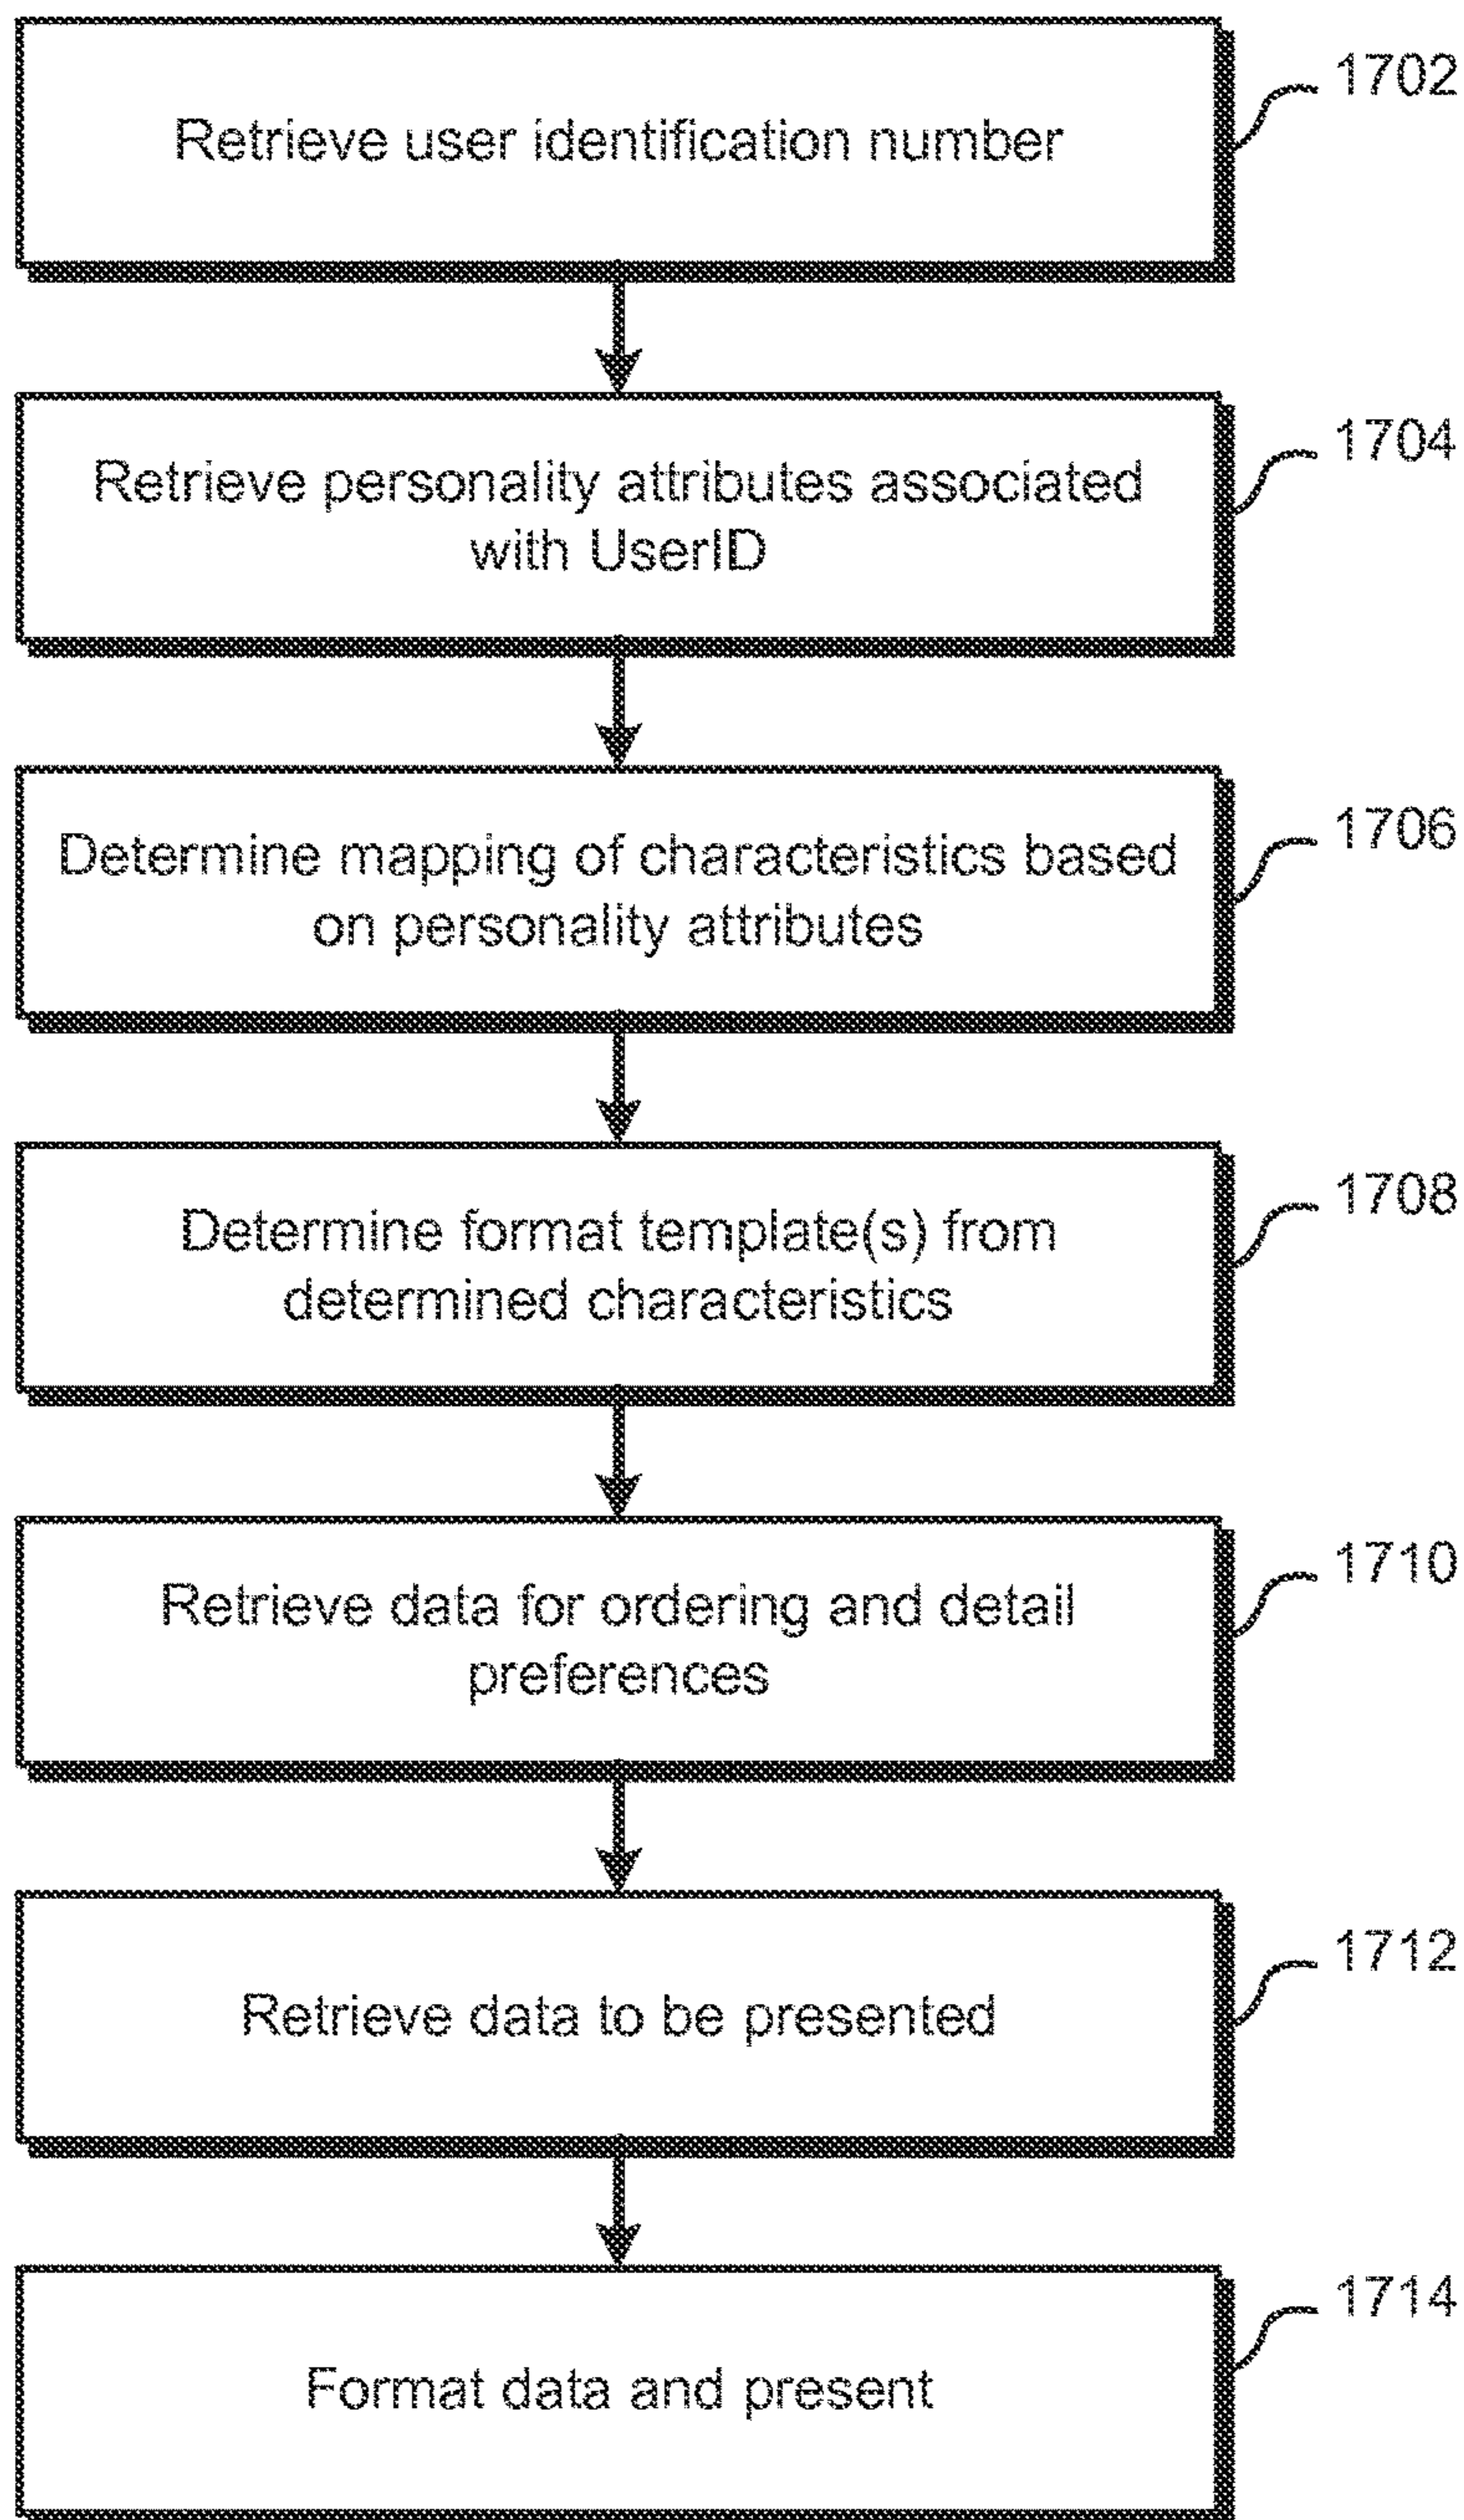 Retrieve user identification number
1702
Retrieve personality attributes associated
with UserID
1704
Determine mapping of characteristics based
on personality attributes
1706
Determine format template(s) from
determined characteristics
1708
Retrieve data for ordering and detail
preferences
1710
Retrieve data to be presented
1712
Format data and present
1714